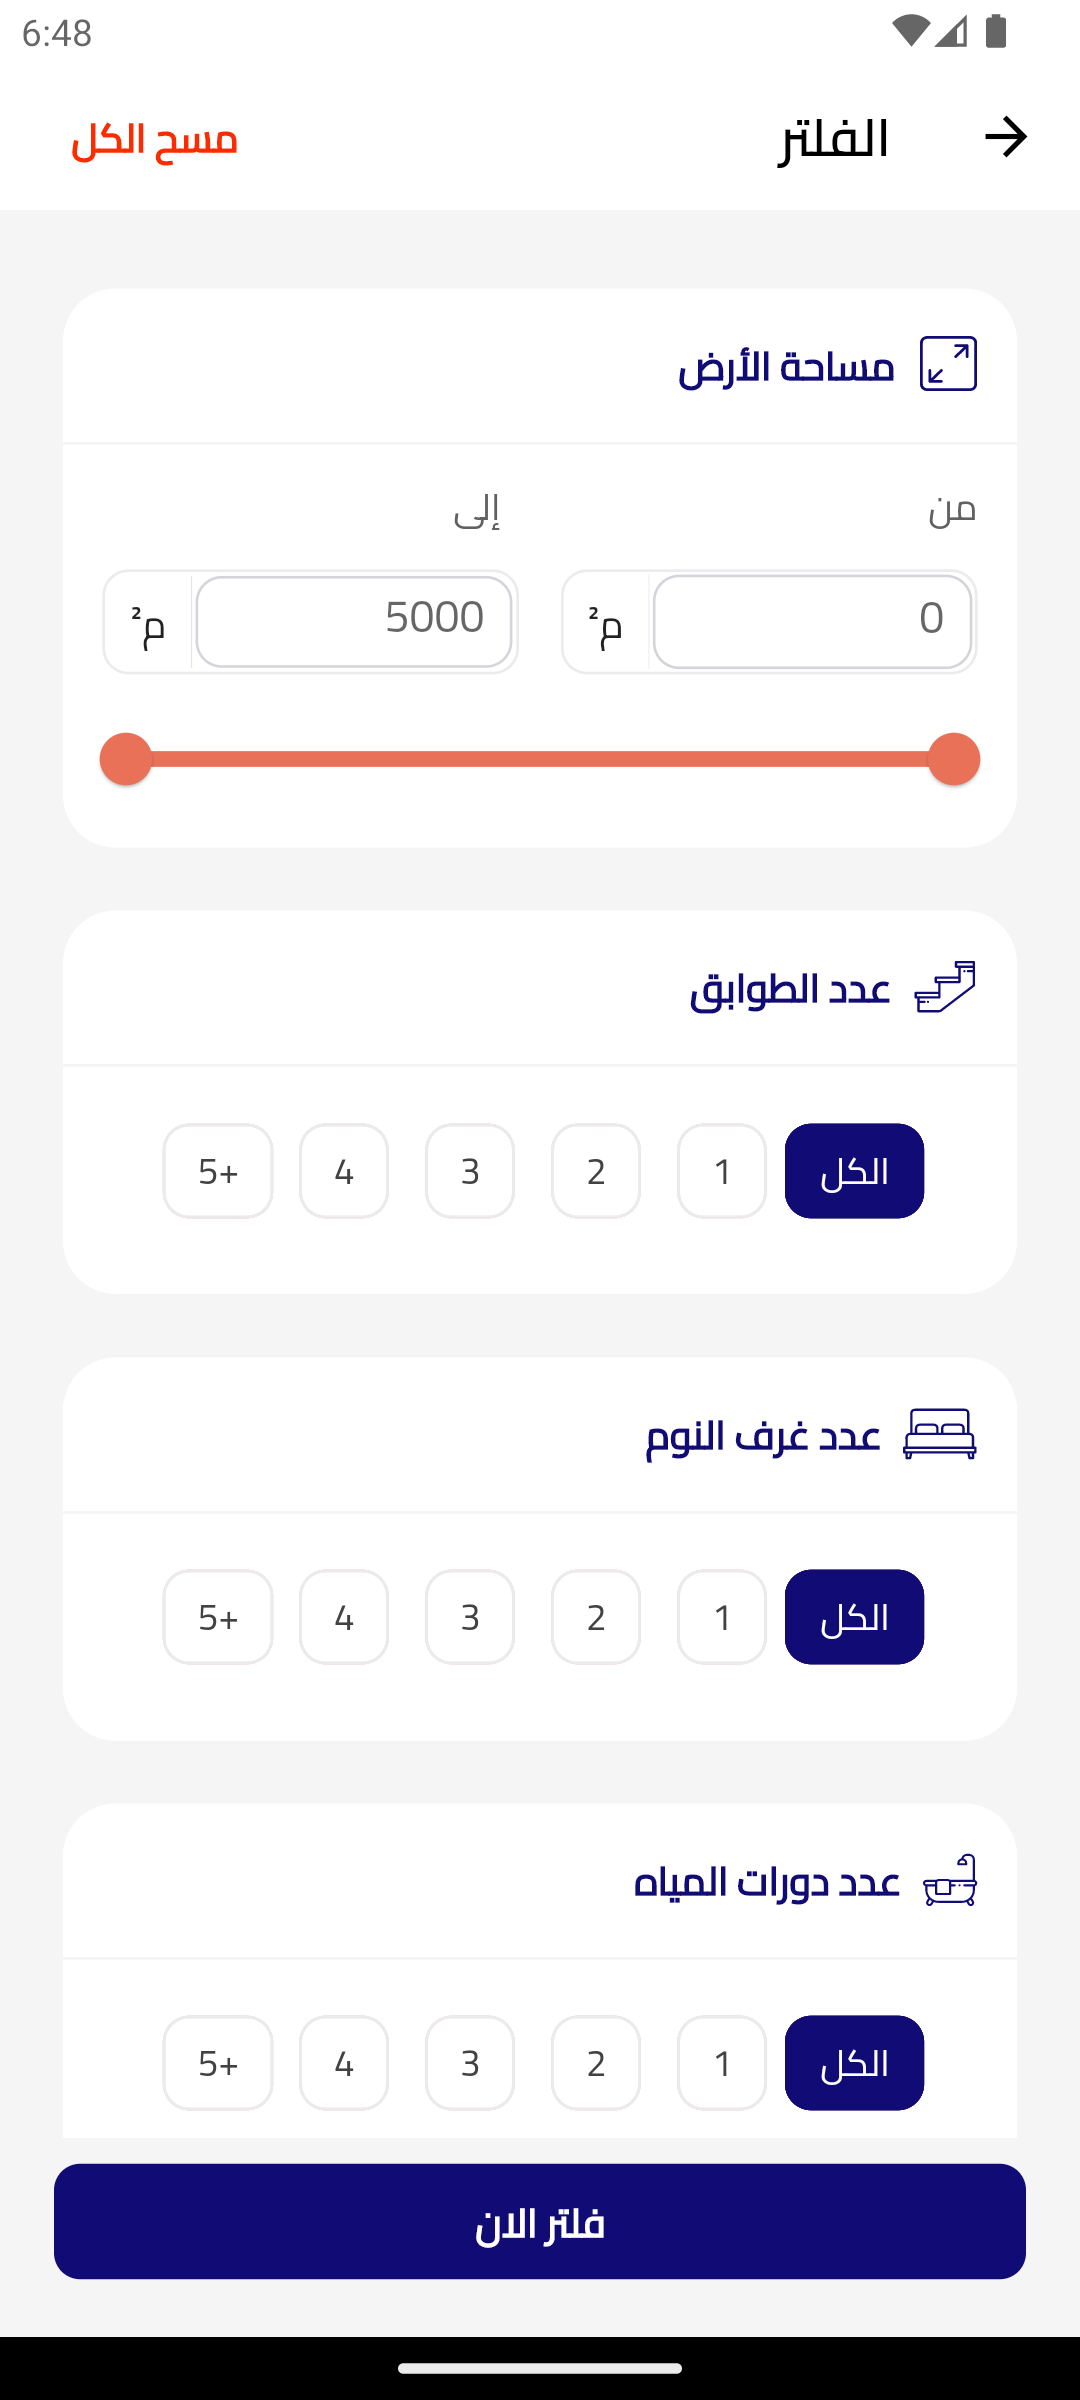 6:48
الفلتر
مسح الكل
مساحة الأرض
من
إلى
0 م²
5000 م²
عدد الطوابق
الكل 1 2 3 4 5+
عدد غرف النوم
الكل 1 2 3 4 5+
عدد دورات المياه
الكل 1 2 3 4 5+
فلتر الان